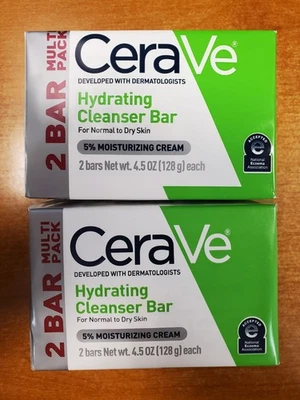 2 BAR MULTI PACK
CeraVe
DEVELOPED WITH DERMATOLOGISTS
Hydrating
Cleanser Bar
For Normal to Dry Skin
5% MOISTURIZING CREAM
2 bars Net wt. 4.5 OZ (128 g) each
ACCEPTED
National
Eczema
Association
2 BAR MULTI PACK
CeraVe
DEVELOPED WITH DERMATOLOGISTS
Hydrating
Cleanser Bar
For Normal to Dry Skin
5% MOISTURIZING CREAM
2 bars Net wt. 4.5 OZ (128 g) each
ACCEPTED
National
Eczema
Association